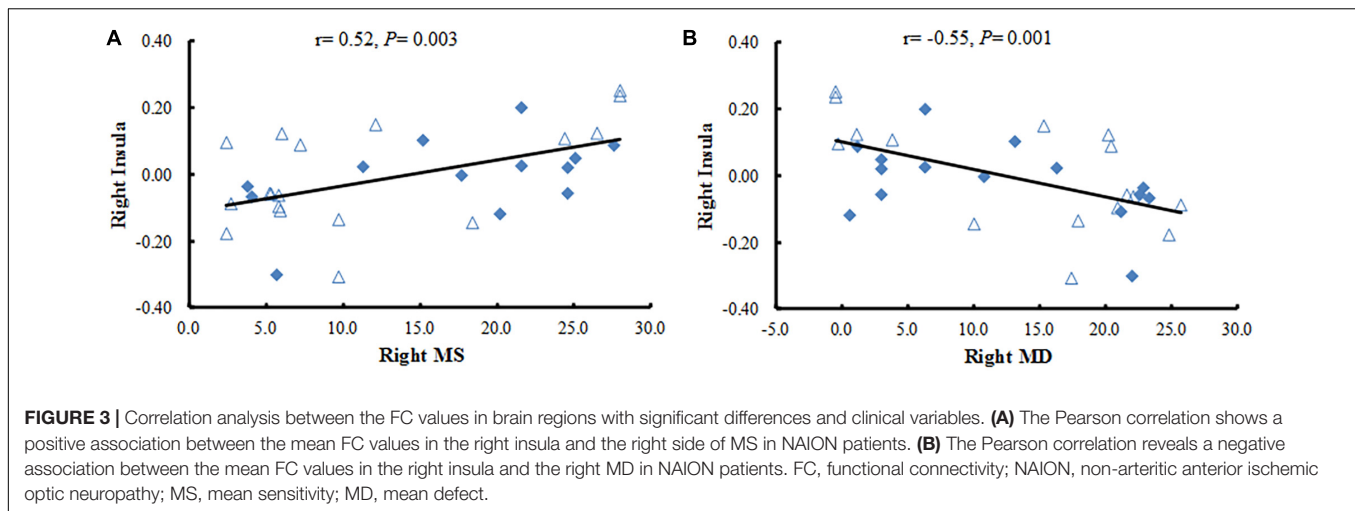 A
r= 0.52, P= 0.003
0.40
0.20
0.00
-0.20
-0.40
0.0 5.0 10.0 15.0 20.0 25.0 30.0
Right Insula
Right MS
B
r= -0.55, P= 0.001
0.40
0.20
0.00
-0.20
-0.40
-5.0 0.0 5.0 10.0 15.0 20.0 25.0 30.0
Right Insula
Right MD
FIGURE 3 | Correlation analysis between the FC values in brain regions with significant differences and clinical variables. (A) The Pearson correlation shows a
positive association between the mean FC values in the right insula and the right side of MS in NAION patients. (B) The Pearson correlation reveals a negative
association between the mean FC values in the right insula and the right MD in NAION patients. FC, functional connectivity; NAION, non-arteritic anterior ischemic
optic neuropathy; MS, mean sensitivity; MD, mean defect.